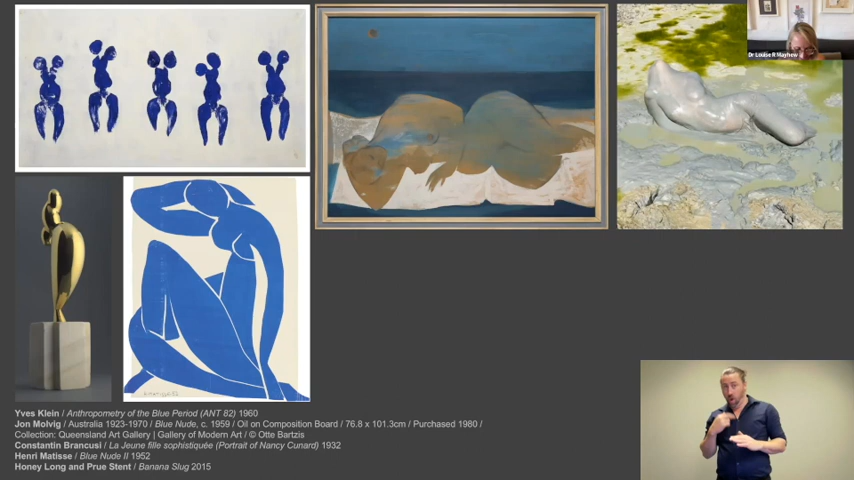 Dr Louise R Mayhew
Yves Klein / Anthropometry of the Blue Period (ANT 82) 1960
Jon Molvig / Australia 1923-1970 / Blue Nude, c. 1959 / Oil on Composition Board / 76.8 x 101.3cm / Purchased 1980 /
Collection: Queensland Art Gallery | Gallery of Modern Art / © Otte Bartzis
Constantin Brancusi / La Jeune fille sophistiquée (Portrait of Nancy Cunard) 1932
Henri Matisse / Blue Nude II 1952
Honey Long and Prue Stent / Banana Slug 2015